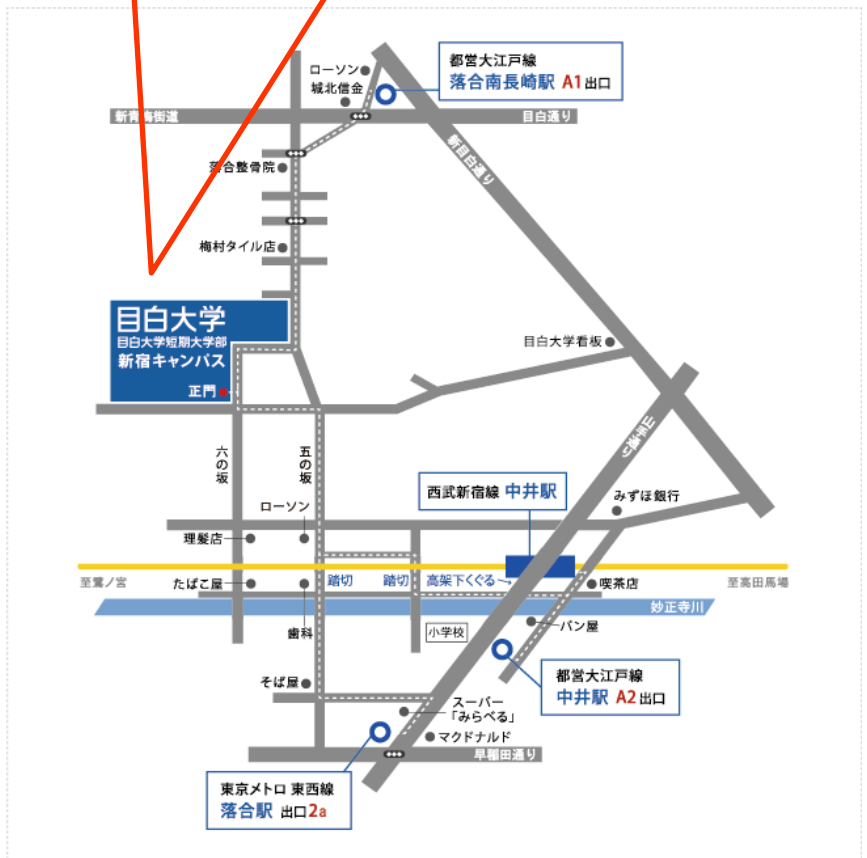 都営大江戸線
落合南長崎駅 A1出口
ローソン
城北信金
新青梅街道
目白通り
新目白通り
落合整骨院
梅村タイル店
目白大学
目白大学短期大学部
新宿キャンパス
正門
目白大学看板
山手通り
六の坂
五の坂
西武新宿線 中井駅
みずほ銀行
ローソン
理髪店
至鷺ノ宮
たばこ屋
踏切
踏切
高架下くぐる→
喫茶店
至高田馬場
妙正寺川
歯科
小学校
パン屋
都営大江戸線
中井駅 A2出口
そば屋
スーパー
「みらべる」
マクドナルド
早稲田通り
東京メトロ 東西線
落合駅 出口2a